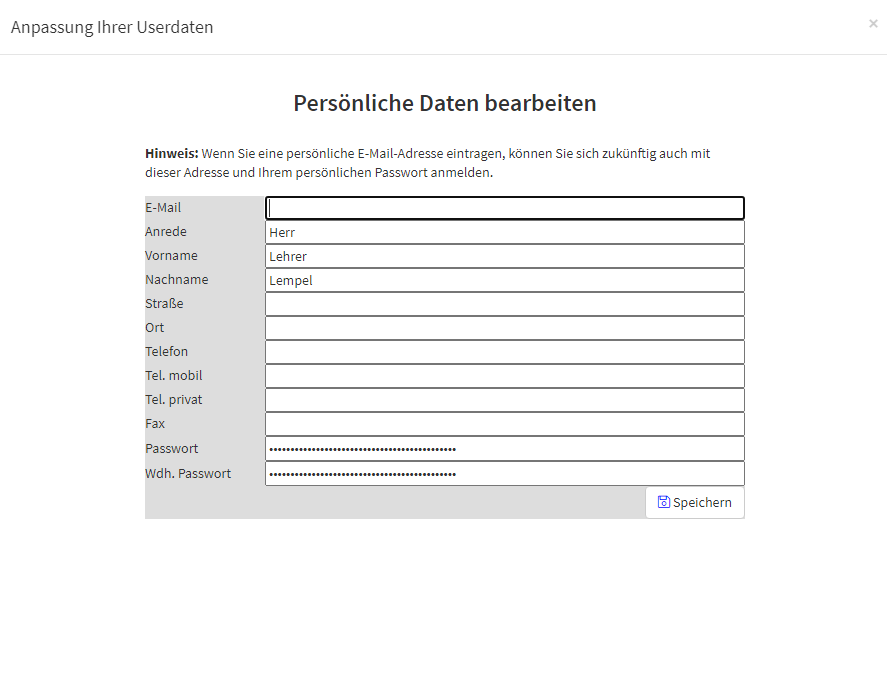 Anpassung Ihrer Userdaten
×
Persönliche Daten bearbeiten
Hinweis: Wenn Sie eine persönliche E-Mail-Adresse eintragen, können Sie sich zukünftig auch mit
dieser Adresse und Ihrem persönlichen Passwort anmelden.
E-Mail
Anrede Herr
Vorname Lehrer
Nachname Lempel
Straße
Ort
Telefon
Tel. mobil
Tel. privat
Fax
Passwort ••••••••••••••••••••••••••••••••••••••••••••
Wdh. Passwort ••••••••••••••••••••••••••••••••••••••••••••
Speichern